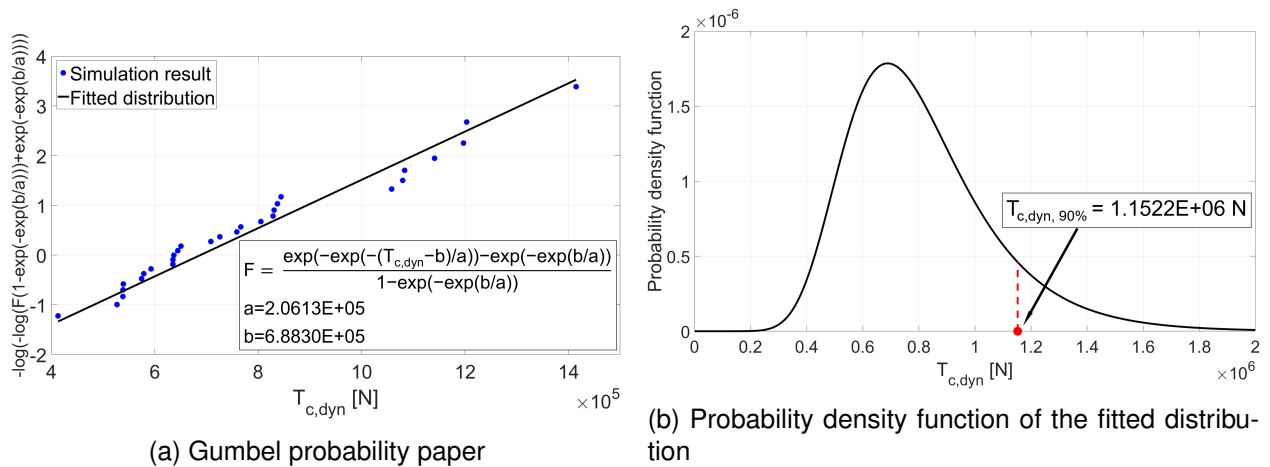 -log(-log(F(1-exp(-exp(b/a)))+exp(-exp(b/a))))
4
3
2
1
0
-1
-2
Simulation result
Fitted distribution
F = exp(-exp(-(T_c,dyn-b)/a))-exp(-exp(b/a))
1-exp(-exp(b/a))
a=2.0613E+05
b=6.8830E+05
4 6 8 10 12 14
T_c,dyn [N]
×10^5
(a) Gumbel probability paper
×10^-6
Probability density function
2
1.5
1
0.5
0
T_c,dyn, 90% = 1.1522E+06 N
0 0.2 0.4 0.6 0.8 1 1.2 1.4 1.6 1.8 2
T_c,dyn [N]
×10^6
(b) Probability density function of the fitted distribu-
tion